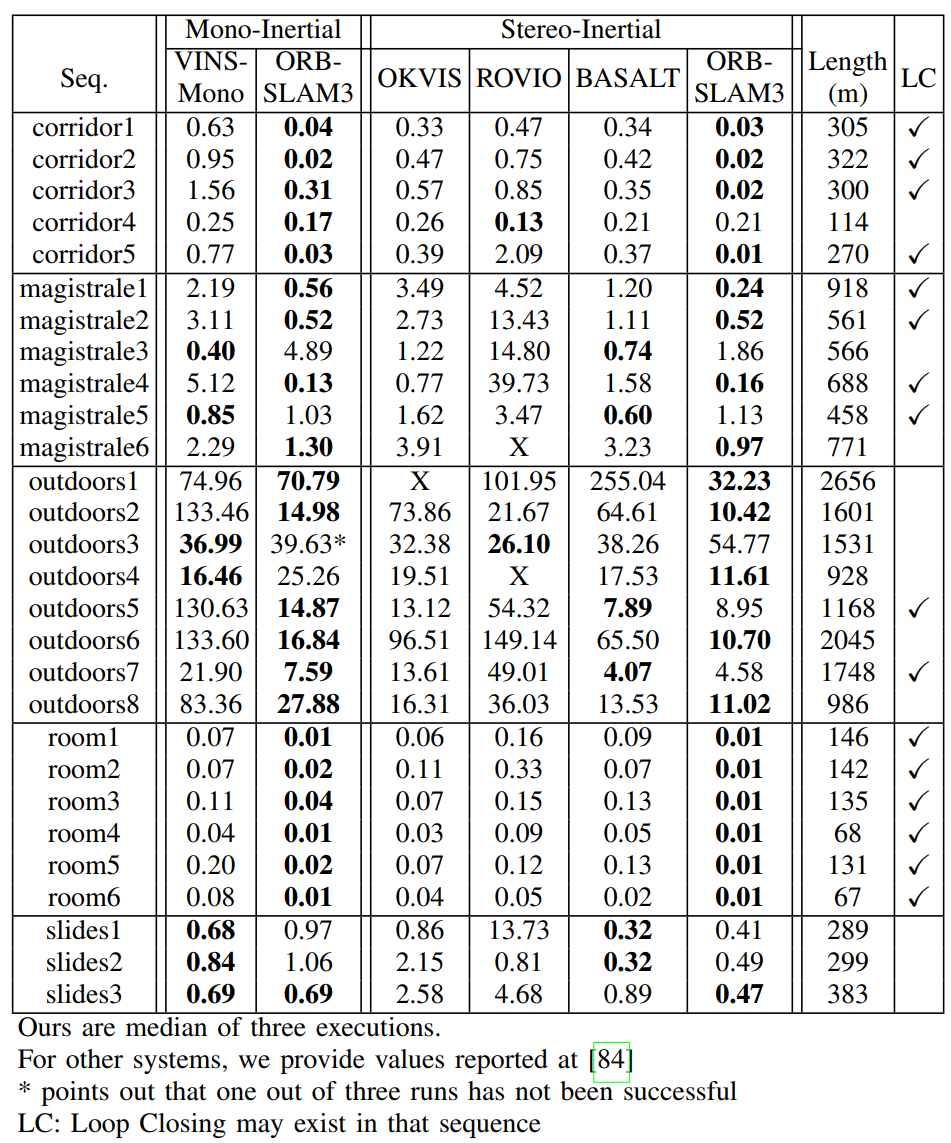 Mono-Inertial Stereo-Inertial
Seq. VINS-Mono ORB-SLAM3 OKVIS ROVIO BASALT ORB-SLAM3 Length (m) LC
corridor1 0.63 0.04 0.33 0.47 0.34 0.03 305 ✓
corridor2 0.95 0.02 0.47 0.75 0.42 0.02 322 ✓
corridor3 1.56 0.31 0.57 0.85 0.35 0.02 300 ✓
corridor4 0.25 0.17 0.26 0.13 0.21 0.21 114
corridor5 0.77 0.03 0.39 2.09 0.37 0.01 270 ✓
magistrale1 2.19 0.56 3.49 4.52 1.20 0.24 918 ✓
magistrale2 3.11 0.52 2.73 13.43 1.11 0.52 561 ✓
magistrale3 0.40 4.89 1.22 14.80 0.74 1.86 566
magistrale4 5.12 0.13 0.77 39.73 1.58 0.16 688 ✓
magistrale5 0.85 1.03 1.62 3.47 0.60 1.13 458 ✓
magistrale6 2.29 1.30 3.91 X 3.23 0.97 771
outdoors1 74.96 70.79 X 101.95 255.04 32.23 2656
outdoors2 133.46 14.98 73.86 21.67 64.61 10.42 1601
outdoors3 36.99 39.63* 32.38 26.10 38.26 54.77 1531
outdoors4 16.46 25.26 19.51 X 17.53 11.61 928
outdoors5 130.63 14.87 13.12 54.32 7.89 8.95 1168 ✓
outdoors6 133.60 16.84 96.51 149.14 65.50 10.70 2045
outdoors7 21.90 7.59 13.61 49.01 4.07 4.58 1748 ✓
outdoors8 83.36 27.88 16.31 36.03 13.53 11.02 986
room1 0.07 0.01 0.06 0.16 0.09 0.01 146 ✓
room2 0.07 0.02 0.11 0.33 0.07 0.01 142 ✓
room3 0.11 0.04 0.07 0.15 0.13 0.01 135 ✓
room4 0.04 0.01 0.03 0.09 0.05 0.01 68 ✓
room5 0.20 0.02 0.07 0.12 0.13 0.01 131 ✓
room6 0.08 0.01 0.04 0.05 0.02 0.01 67 ✓
slides1 0.68 0.97 0.86 13.73 0.32 0.41 289
slides2 0.84 1.06 2.15 0.81 0.32 0.49 299
slides3 0.69 0.69 2.58 4.68 0.89 0.47 383
Ours are median of three executions.
For other systems, we provide values reported at [84]
* points out that one out of three runs has not been successful
LC: Loop Closing may exist in that sequence